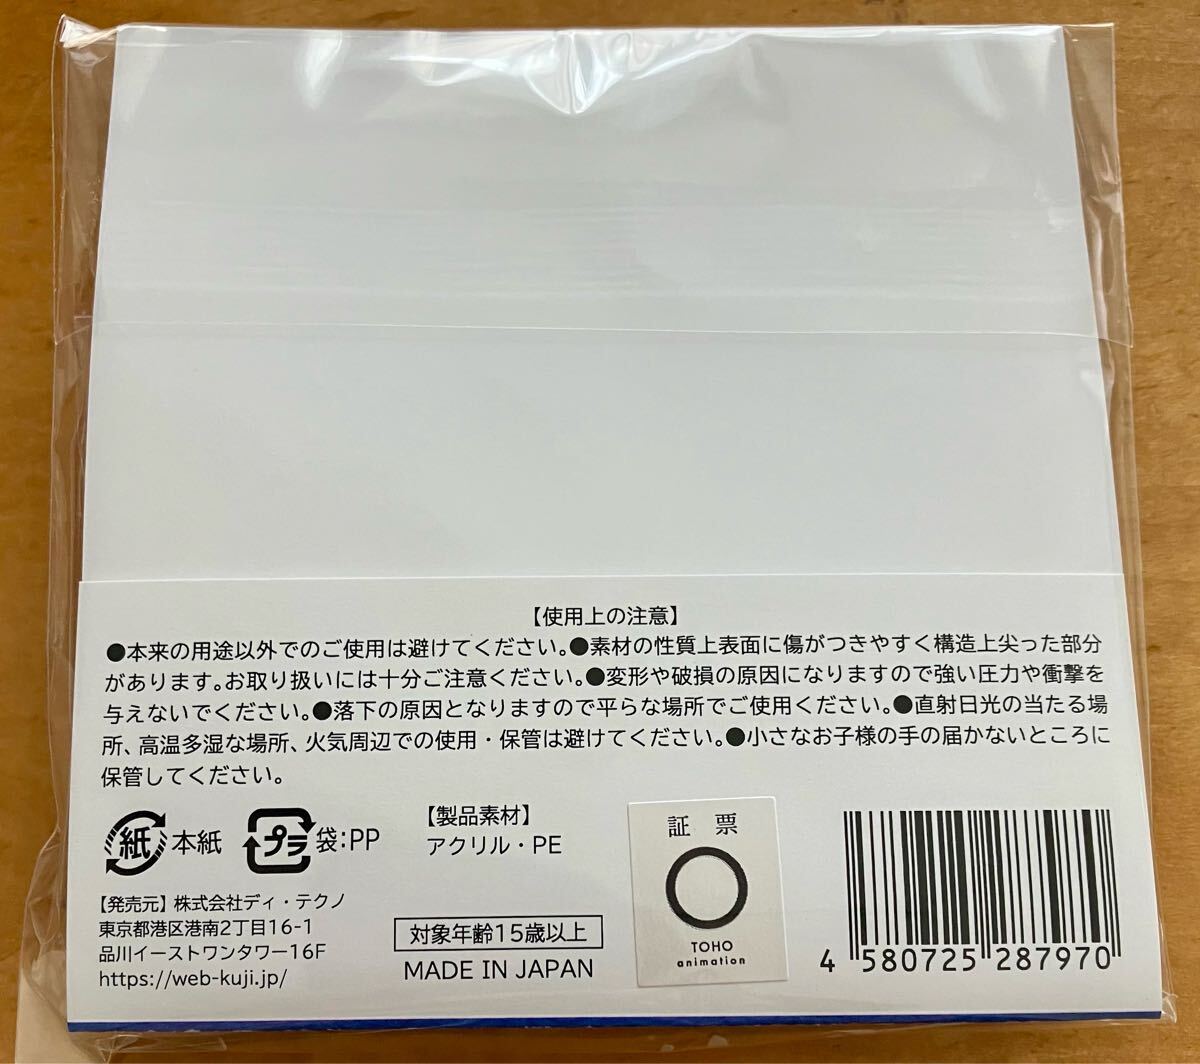 【使用上の注意】
●本来の用途以外でのご使用は避けてください。●素材の性質上表面に傷がつきやすく構造上尖った部分
があります。お取り扱いには十分ご注意ください。●変形や破損の原因になりますので強い圧力や衝撃を
与えないでください。●落下の原因となりますので平らな場所でご使用ください。●直射日光の当たる場
所、高温多湿な場所、火気周辺での使用・保管は避けてください。●小さなお子様の手の届かないところに
保管してください。
紙 本紙
プラ 袋:PP
【製品素材】
アクリル・PE
【発売元】株式会社ディ・テクノ
東京都港区港南2丁目16-1
品川イーストワンタワー16F
https://web-kuji.jp/
対象年齢15歳以上
MADE IN JAPAN
証票
TOHO
animation
4 580725 287970